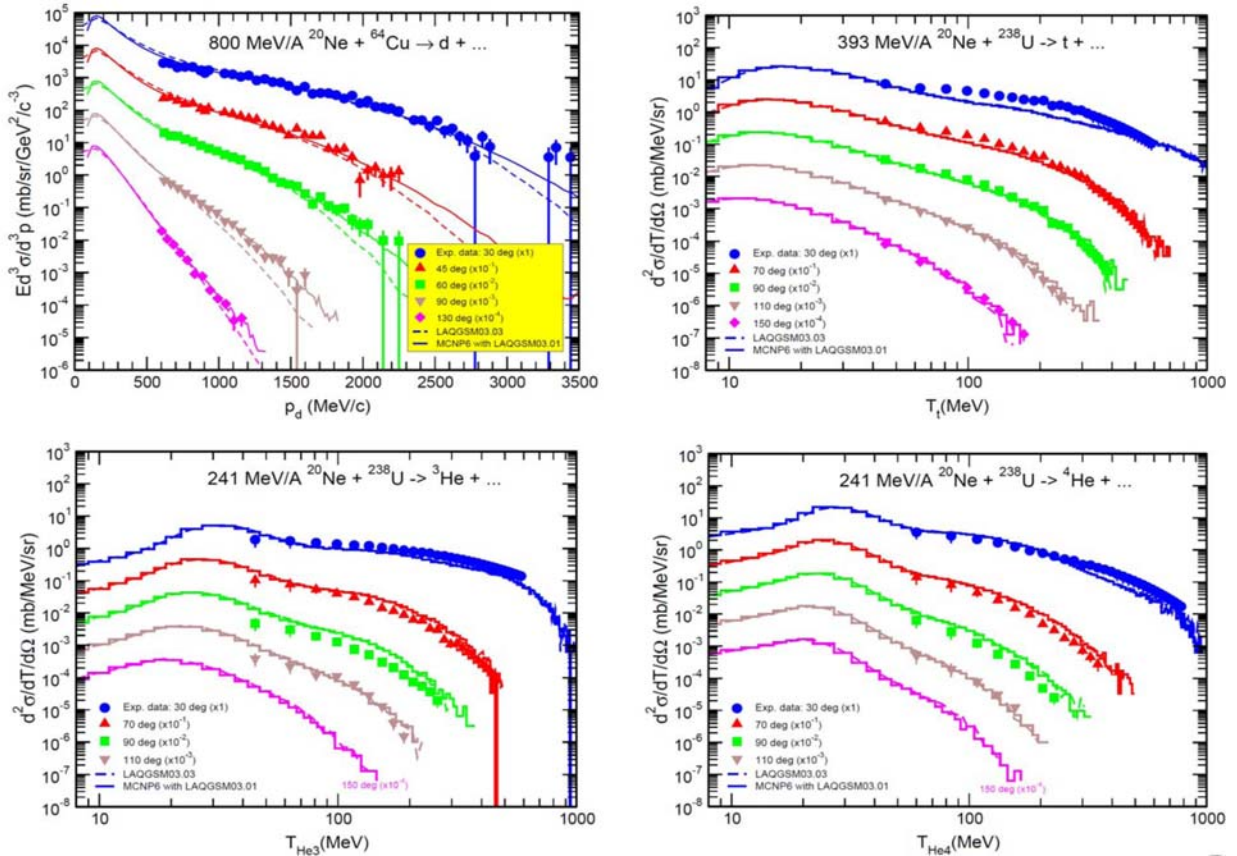 800 MeV/A ²⁰Ne + ⁶⁴Cu → d + ...
10⁵
10⁴
10³
10²
10¹
10⁰
10⁻¹
10⁻²
10⁻³
10⁻⁴
10⁻⁵
10⁻⁶
Ed³σ/d³p (mb/sr/GeV²/c⁻³)
Exp. data: 30 deg (x1)
45 deg (x10⁻¹)
60 deg (x10⁻²)
90 deg (x10⁻³)
130 deg (x10⁻⁴)
LAQGSM03.03
MCNP6 with LAQGSM03.01
0 500 1000 1500 2000 2500 3000 3500
p_d (MeV/c)
393 MeV/A ²⁰Ne + ²³⁸U -> t + ...
10³
10²
10¹
10⁰
10⁻¹
10⁻²
10⁻³
10⁻⁴
10⁻⁵
10⁻⁶
10⁻⁷
10⁻⁸
d²σ/dT/dΩ (mb/MeV/sr)
Exp. data: 30 deg (x1)
70 deg (x10⁻¹)
90 deg (x10⁻²)
110 deg (x10⁻³)
150 deg (x10⁻⁴)
LAQGSM03.03
MCNP6 with LAQGSM03.01
10 100 1000
T_t(MeV)
241 MeV/A ²⁰Ne + ²³⁸U -> ³He + ...
10³
10²
10¹
10⁰
10⁻¹
10⁻²
10⁻³
10⁻⁴
10⁻⁵
10⁻⁶
10⁻⁷
10⁻⁸
d²σ/dT/dΩ (mb/MeV/sr)
Exp. data: 30 deg (x1)
70 deg (x10⁻¹)
90 deg (x10⁻²)
110 deg (x10⁻³)
LAQGSM03.03
MCNP6 with LAQGSM03.01
150 deg (x10⁻⁴)
10 100 1000
T_He3(MeV)
241 MeV/A ²⁰Ne + ²³⁸U -> ⁴He + ...
10³
10²
10¹
10⁰
10⁻¹
10⁻²
10⁻³
10⁻⁴
10⁻⁵
10⁻⁶
10⁻⁷
10⁻⁸
d²σ/dT/dΩ (mb/MeV/sr)
Exp. data: 30 deg (x1)
70 deg (x10⁻¹)
90 deg (x10⁻²)
110 deg (x10⁻³)
LAQGSM03.03
MCNP6 with LAQGSM03.01
150 deg (x10⁻⁴)
10 100 1000
T_He4(MeV)